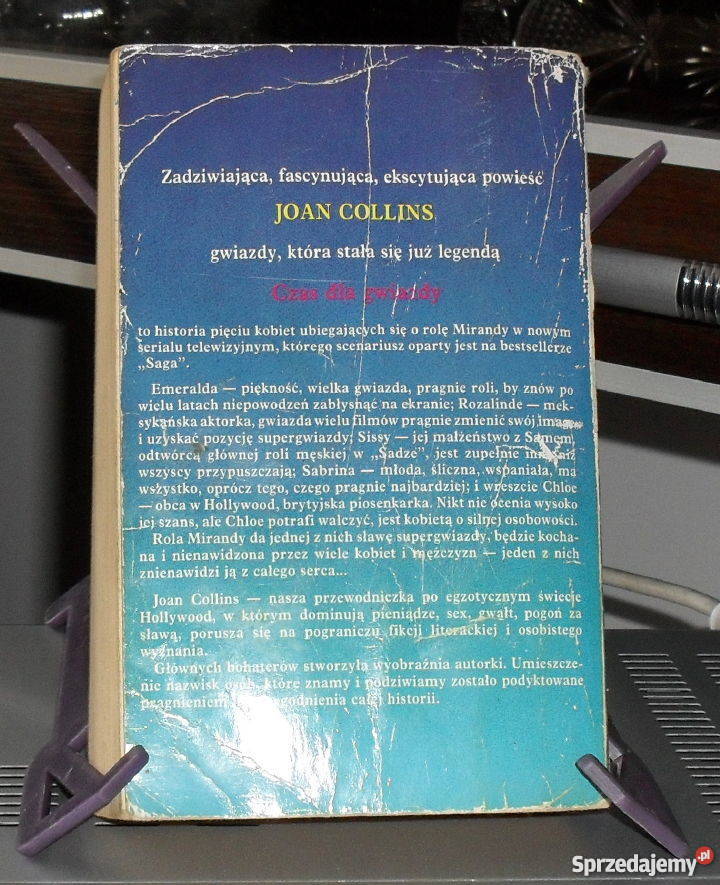 Zadziwiająca, fascynująca, ekscytująca powieść
JOAN COLLINS
gwiazdy, która stała się już legendą
Czas dla gwiazdy
to historia pięciu kobiet ubiegających się o rolę Mirandy w nowym
serialu telewizyjnym, którego scenariusz oparty jest na bestsellerze
„Saga”.
Emeralda — piękność, wielka gwiazda, pragnie roli, by znów po
wielu latach niepowodzeń zabłysnąć na ekranie; Rozalinde — mek-
sykańska aktorka, gwiazda wielu filmów pragnie zmienić swój image
i uzyskać pozycję supergwiazdy; Sissy — jej małżeństwo z Samem,
odtwórcą głównej roli męskiej w „Sadze”, jest zupełnie inne niż
wszyscy przypuszczają; Sabrina — młoda, śliczna, wspaniała, ma
wszystko, oprócz tego, czego pragnie najbardziej; i wreszcie Chloe
— obca w Hollywood, brytyjska piosenkarka. Nikt nie ocenia wysoko
jej szans, ale Chloe potrafi walczyć, jest kobietą o silnej osobowości.
Rola Mirandy da jednej z nich sławę supergwiazdy, będzie kocha-
na i nienawidzona przez wiele kobiet i mężczyzn — jeden z nich
znienawidzi ją z całego serca...
Joan Collins — nasza przewodniczka po egzotycznym świecie
Hollywood, w którym dominują pieniądze, sex, gwałt, pogoń za
sławą, porusza się na pograniczu fikcji literackiej i osobistego
wyznania.
Głównych bohaterów stworzyła wyobraźnia autorki. Umieszcze-
nie nazwisk osób, które znamy i podziwiamy zostało podyktowane
pragnieniem całej historii.
Sprzedajemy.pl